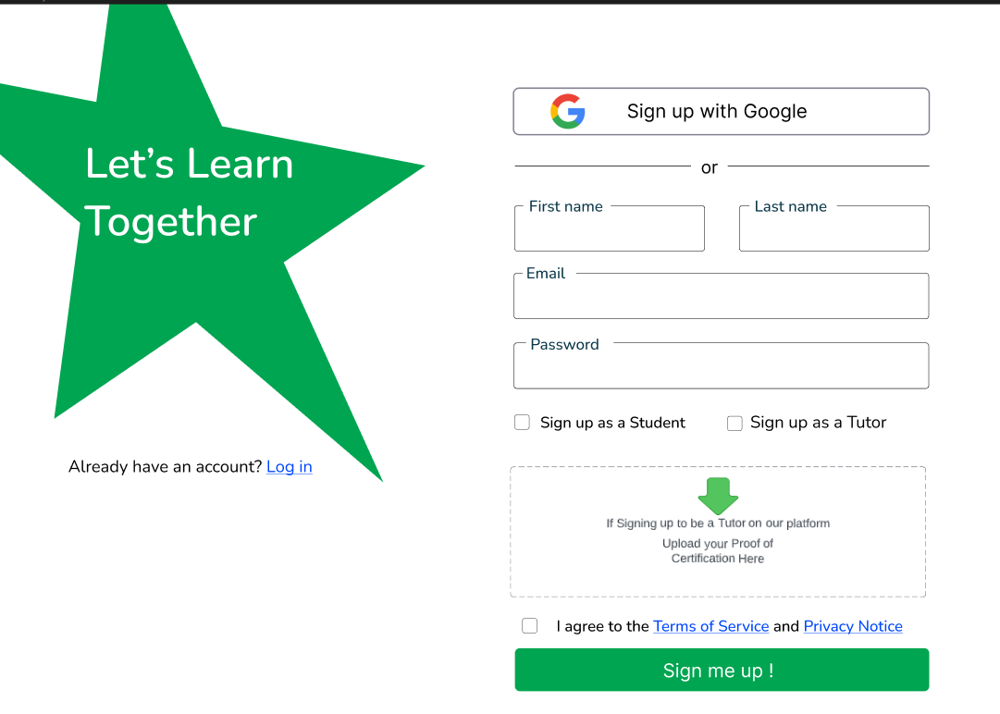 Let's Learn
Together
Already have an account? Log in
Sign up with Google
or
First name
Last name
Email
Password
Sign up as a Student
Sign up as a Tutor
If Signing up to be a Tutor on our platform
Upload your Proof of
Certification Here
I agree to the Terms of Service and Privacy Notice
Sign me up !